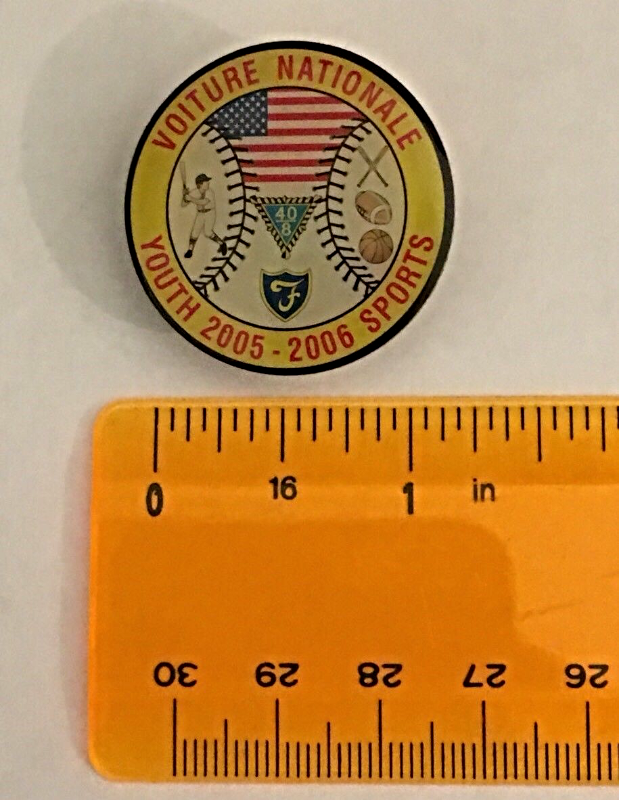 VOITURE NATIONALE
40
8
F
YOUTH 2005 - 2006 SPORTS
0 16 1 in
30 29 28 27 26